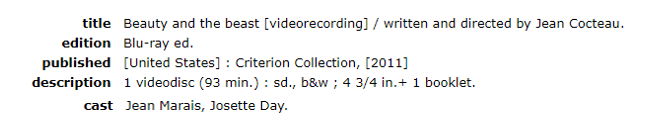 title Beauty and the beast [videorecording] / written and directed by Jean Cocteau.
edition Blu-ray ed.
published [United States] : Criterion Collection, [2011]
description 1 videodisc (93 min.) : sd., b&w ; 4 3/4 in.+ 1 booklet.
cast Jean Marais, Josette Day.